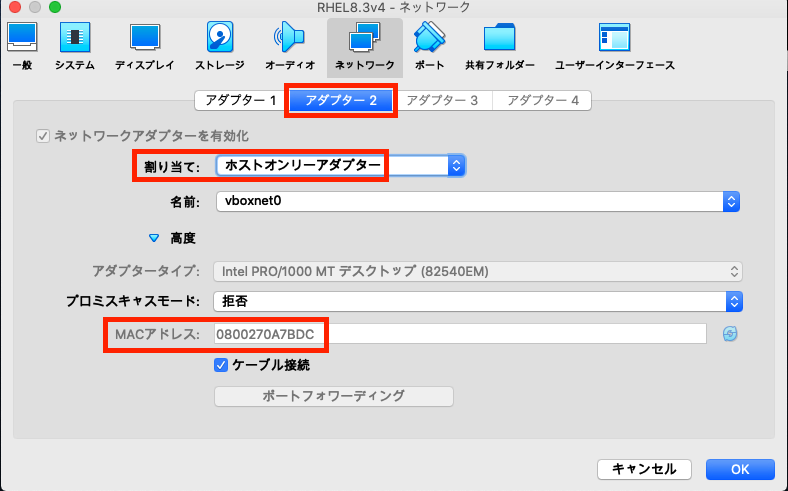 RHEL8.3v4 - ネットワーク
一般 システム ディスプレイ ストレージ オーディオ ネットワーク ポート 共有フォルダー ユーザーインターフェース
アダプター 1 アダプター 2 アダプター 3 アダプター 4
ネットワークアダプターを有効化
割り当て: ホストオンリーアダプター
名前: vboxnet0
高度
アダプタータイプ: Intel PRO/1000 MT デスクトップ (82540EM)
プロミスキャスモード: 拒否
MACアドレス: 0800270A7BDC
ケーブル接続
ポートフォワーディング
キャンセル OK